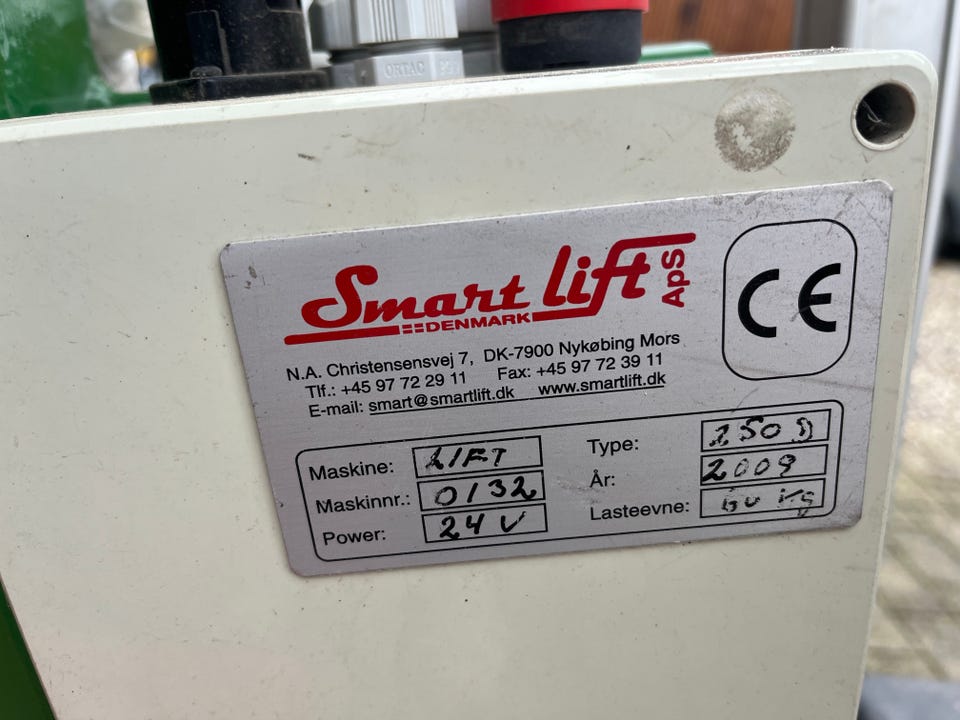 ORTAC
Smart lift ApS
DENMARK
CE
N.A. Christensensvej 7, DK-7900 Nykøbing Mors
Tlf.: +45 97 72 29 11 Fax: +45 97 72 39 11
E-mail: smart@smartlift.dk www.smartlift.dk
Maskine: LIFT
Maskinnr.: 0132
Power: 24 V
Type: 250 D
År: 2009
Lasteevne: kg